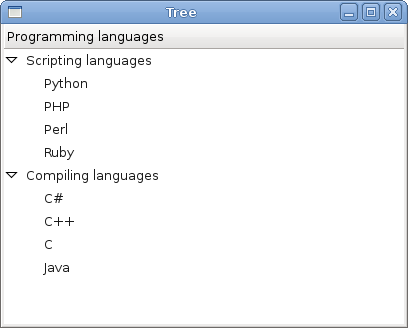 Tree
Programming languages
Scripting languages
Python
PHP
Perl
Ruby
Compiling languages
C#
C++
C
Java